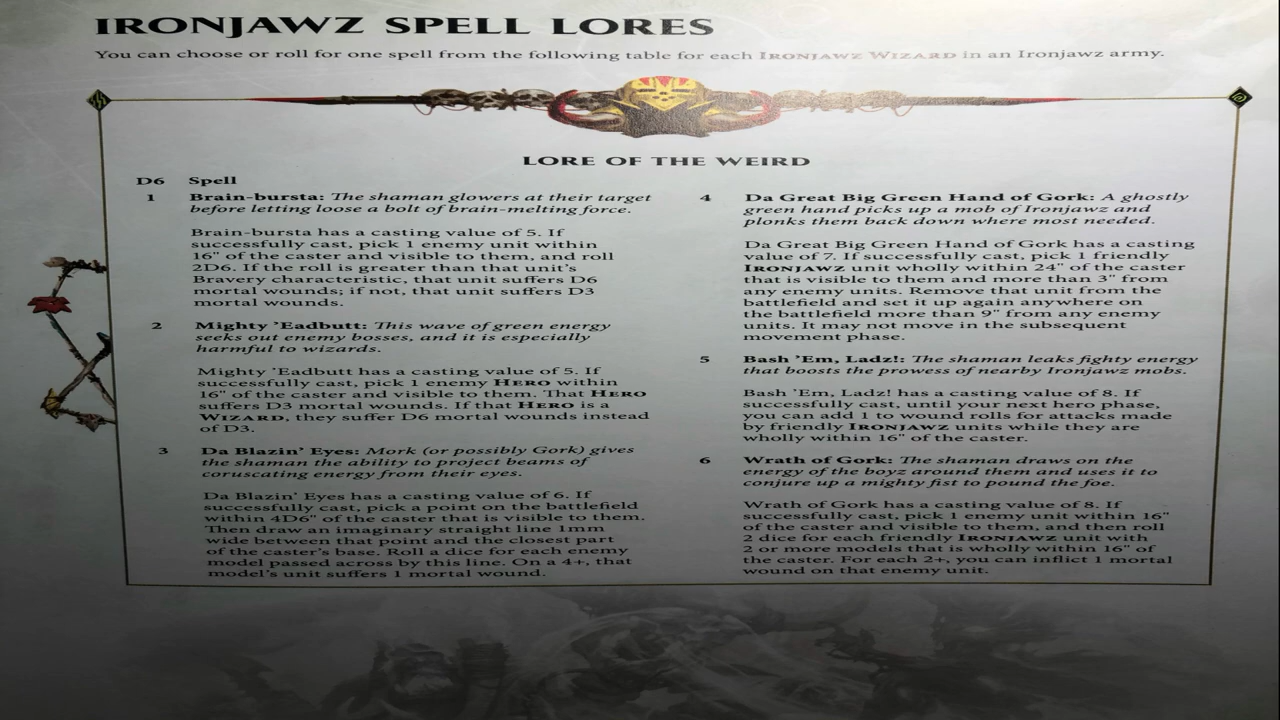 IRONJAWZ SPELL LORES
You can choose or roll for one spell from the following table for each IRONJAWZ WIZARD in an Ironjawz army.
LORE OF THE WEIRD
D6 Spell
1 Brain-bursta: The shaman glowers at their target
before letting loose a bolt of brain-melting force.
Brain-bursta has a casting value of 5. If
successfully cast, pick 1 enemy unit within
16" of the caster and visible to them, and roll
2D6. If the roll is greater than that unit's
Bravery characteristic, that unit suffers D6
mortal wounds; if not, that unit suffers D3
mortal wounds.
2 Mighty 'Eadbutt: This wave of green energy
seeks out enemy bosses, and it is especially
harmful to wizards.
Mighty 'Eadbutt has a casting value of 5. If
successfully cast, pick 1 enemy HERO within
16" of the caster and visible to them. That HERO
suffers D3 mortal wounds. If that HERO is a
WIZARD, they suffer D6 mortal wounds instead
of D3.
3 Da Blazin' Eyes: Mork (or possibly Gork) gives
the shaman the ability to project beams of
coruscating energy from their eyes.
Da Blazin' Eyes has a casting value of 6. If
successfully cast, pick a point on the battlefield
within 4D6" of the caster that is visible to them.
Then draw an imaginary straight line 1mm
wide between that point and the closest part
of the caster's base. Roll a dice for each enemy
model passed across by this line. On a 4+, that
model's unit suffers 1 mortal wound.
4 Da Great Big Green Hand of Gork: A ghostly
green hand picks up a mob of Ironjawz and
plonks them back down where most needed.
Da Great Big Green Hand of Gork has a casting
value of 7. If successfully cast, pick 1 friendly
IRONJAWZ unit wholly within 24" of the caster
that is visible to them and more than 3" from
any enemy units. Remove that unit from the
battlefield and set it up again anywhere on
the battlefield more than 9" from any enemy
units. It may not move in the subsequent
movement phase.
5 Bash 'Em, Ladz!: The shaman leaks fighty energy
that boosts the prowess of nearby Ironjawz mobs.
Bash 'Em, Ladz! has a casting value of 8. If
successfully cast, until your next hero phase,
you can add 1 to wound rolls for attacks made
by friendly IRONJAWZ units while they are
wholly within 16" of the caster.
6 Wrath of Gork: The shaman draws on the
energy of the boyz around them and uses it to
conjure up a mighty fist to pound the foe.
Wrath of Gork has a casting value of 8. If
successfully cast, pick 1 enemy unit within 16"
of the caster and visible to them, and then roll
2 dice for each friendly IRONJAWZ unit with
2 or more models that is wholly within 16" of
the caster. For each 2+, you can inflict 1 mortal
wound on that enemy unit.